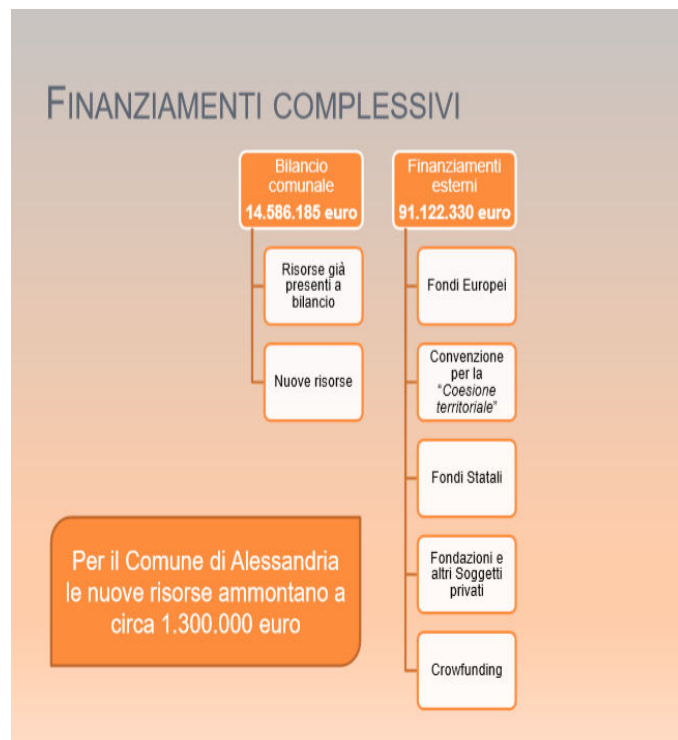 FINANZIAMENTI COMPLESSIVI
Bilancio
comunale
14.586.185 euro
Risorse già
presenti a
bilancio
Nuove risorse
Finanziamenti
esterni
91.122.330 euro
Fondi Europei
Convenzione
per la
“Coesione
territoriale”
Fondi Statali
Fondazioni e
altri Soggetti
privati
Crowfunding
Per il Comune di Alessandria
le nuove risorse ammontano a
circa 1.300.000 euro